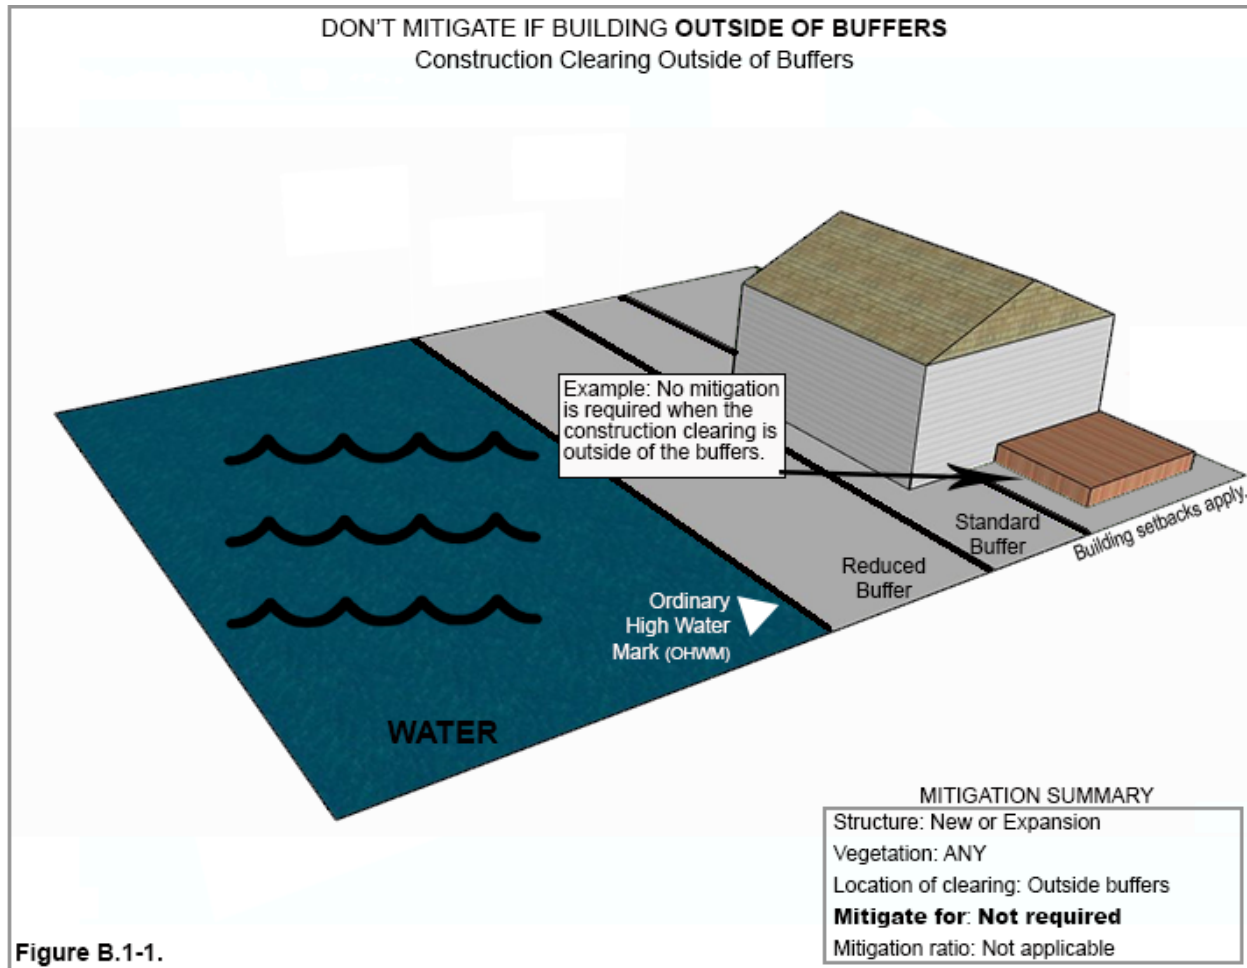 DON'T MITIGATE IF BUILDING OUTSIDE OF BUFFERS
Construction Clearing Outside of Buffers
Example: No mitigation
is required when the
construction clearing is
outside of the buffers.
Standard
Buffer
Building setbacks apply.
Reduced
Buffer
Ordinary
High Water
Mark (OHWM)
WATER
MITIGATION SUMMARY
Structure: New or Expansion
Vegetation: ANY
Location of clearing: Outside buffers
Mitigate for: Not required
Mitigation ratio: Not applicable
Figure B.1-1.